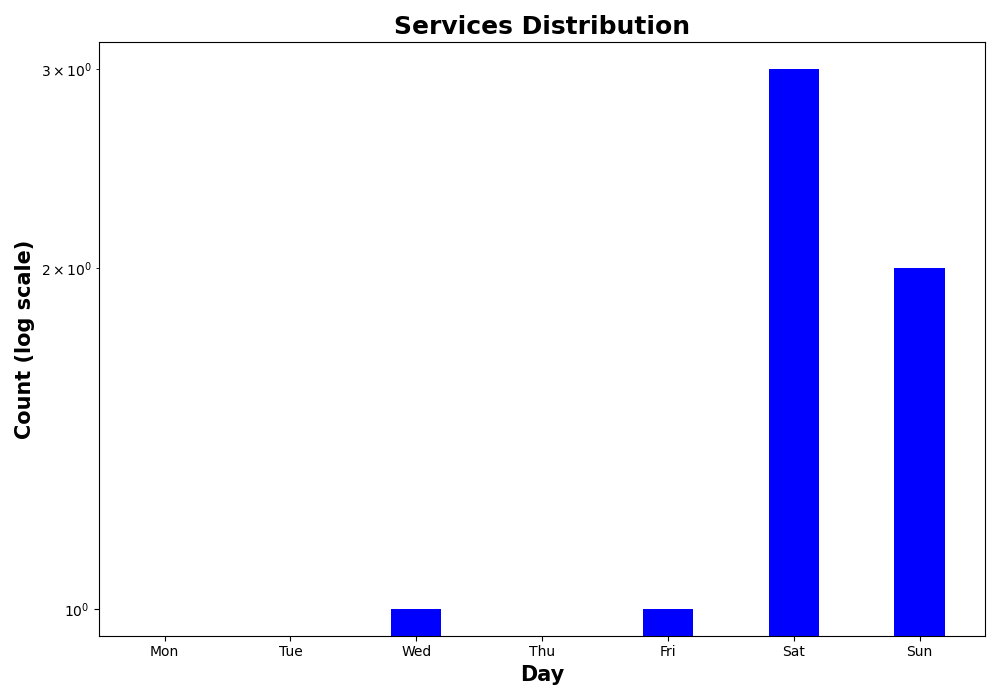 Services Distribution
3 × 10⁰
2 × 10⁰
10⁰
Count (log scale)
Mon Tue Wed Thu Fri Sat Sun
Day